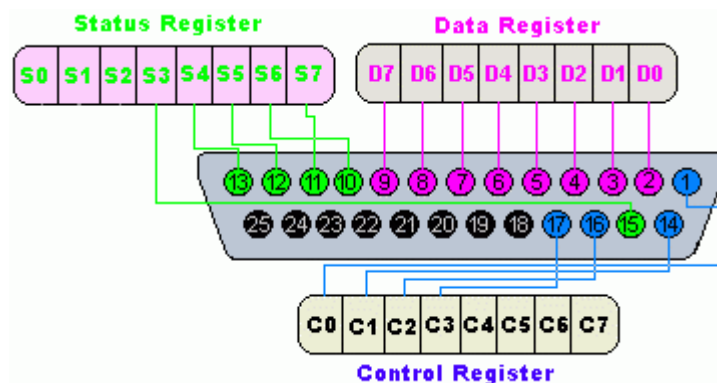 Status Register Data Register
S0 S1 S2 S3 S4 S5 S6 S7 D7 D6 D5 D4 D3 D2 D1 D0
13 12 11 10 9 8 7 6 5 4 3 2 1
25 24 23 22 21 20 19 18 17 16 15 14
C0 C1 C2 C3 C4 C5 C6 C7
Control Register